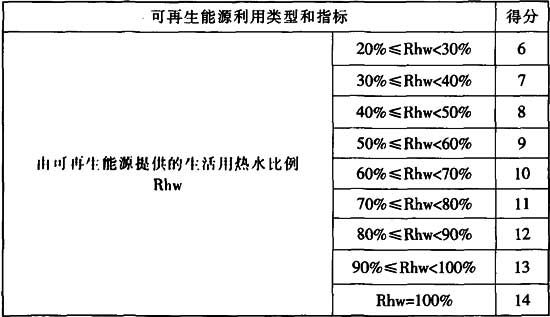 可再生能源利用类型和指标 得分
由可再生能源提供的生活用热水比例
Rhw
20%≤Rhw<30% 6
30%≤Rhw<40% 7
40%≤Rhw<50% 8
50%≤Rhw<60% 9
60%≤Rhw<70% 10
70%≤Rhw<80% 11
80%≤Rhw<90% 12
90%≤Rhw<100% 13
Rhw=100% 14